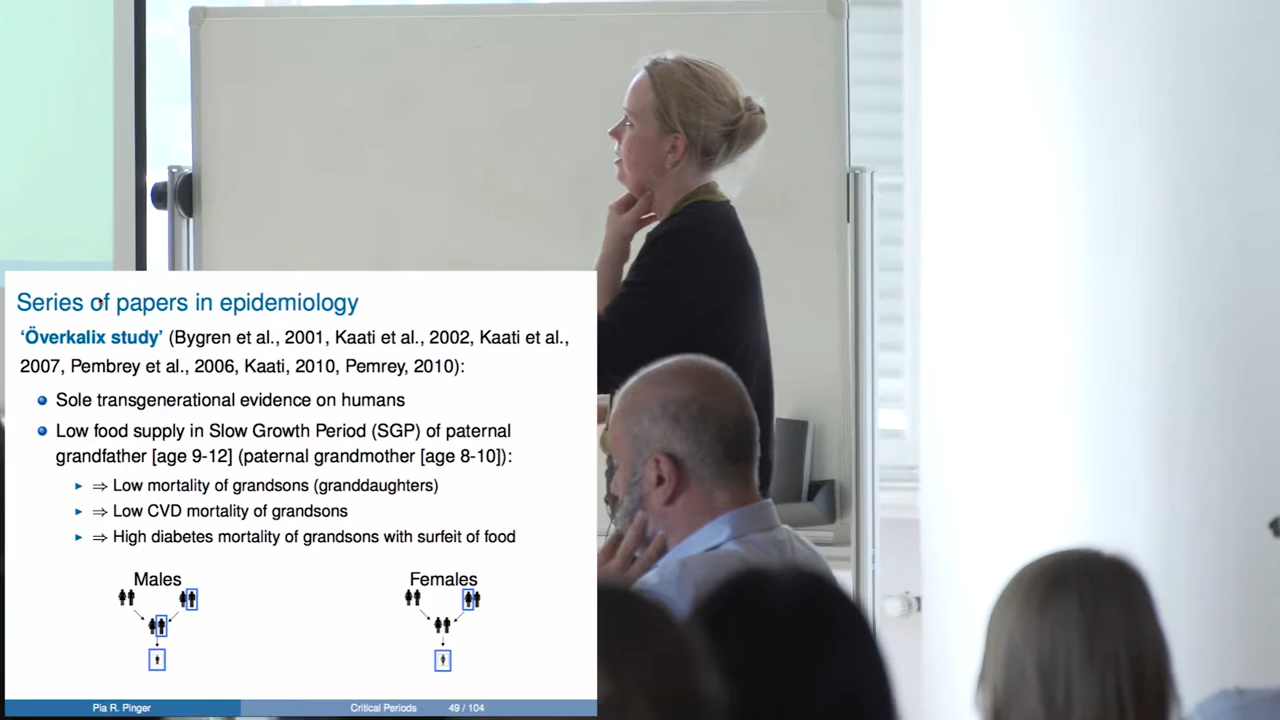 Series of papers in epidemiology
‘Överkalix study’ (Bygren et al., 2001, Kaati et al., 2002, Kaati et al.,
2007, Pembrey et al., 2006, Kaati, 2010, Pemrey, 2010):
Sole transgenerational evidence on humans
Low food supply in Slow Growth Period (SGP) of paternal
grandfather [age 9-12] (paternal grandmother [age 8-10]):
⇒ Low mortality of grandsons (granddaughters)
⇒ Low CVD mortality of grandsons
⇒ High diabetes mortality of grandsons with surfeit of food
Males
Females
Pia R. Pinger
Critical Periods
49 / 104